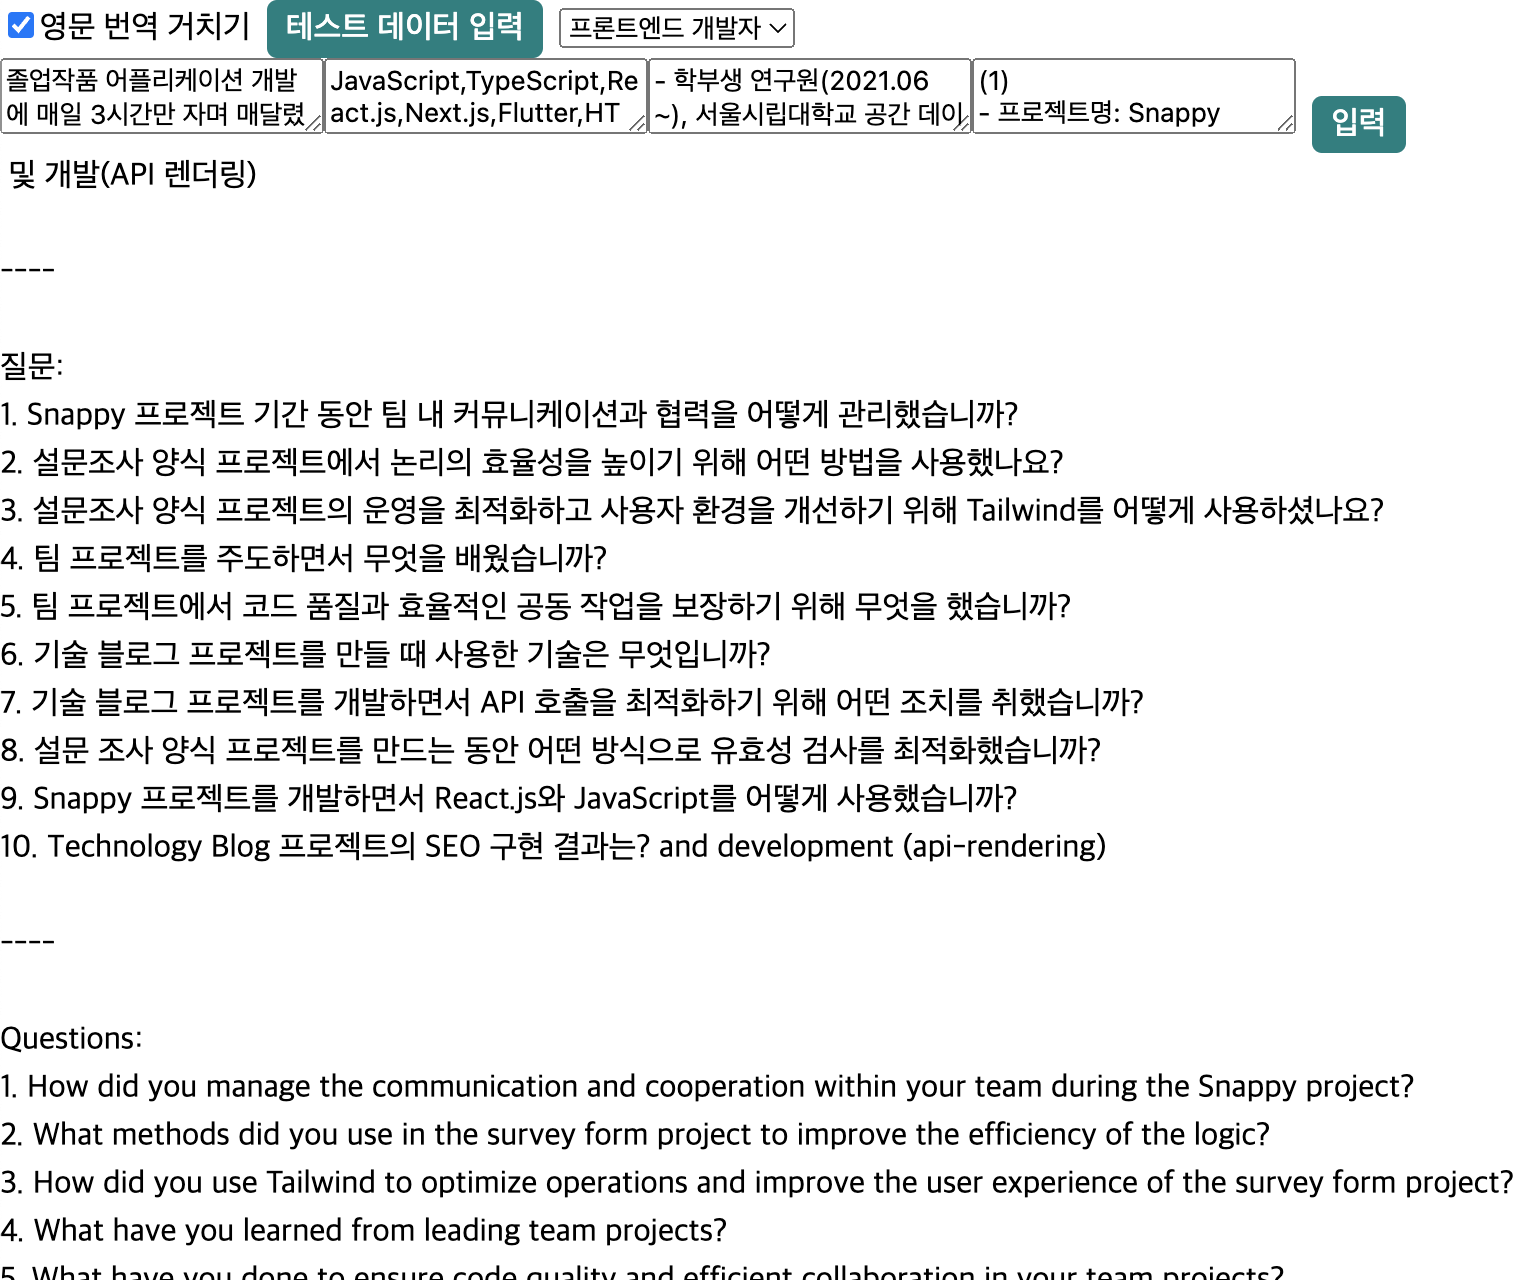 영문 번역 거치기 테스트 데이터 입력 프론트엔드 개발자
졸업작품 어플리케이션 개발
에 매일 3시간만 자며 매달렸
JavaScript,TypeScript,Re
act.js,Next.js,Flutter,HT
- 학부생 연구원(2021.06
~), 서울시립대학교 공간 데이
(1)
- 프로젝트명: Snappy
입력
및 개발(API 렌더링)
----
질문:
1. Snappy 프로젝트 기간 동안 팀 내 커뮤니케이션과 협력을 어떻게 관리했습니까?
2. 설문조사 양식 프로젝트에서 논리의 효율성을 높이기 위해 어떤 방법을 사용했나요?
3. 설문조사 양식 프로젝트의 운영을 최적화하고 사용자 환경을 개선하기 위해 Tailwind를 어떻게 사용하셨나요?
4. 팀 프로젝트를 주도하면서 무엇을 배웠습니까?
5. 팀 프로젝트에서 코드 품질과 효율적인 공동 작업을 보장하기 위해 무엇을 했습니까?
6. 기술 블로그 프로젝트를 만들 때 사용한 기술은 무엇입니까?
7. 기술 블로그 프로젝트를 개발하면서 API 호출을 최적화하기 위해 어떤 조치를 취했습니까?
8. 설문 조사 양식 프로젝트를 만드는 동안 어떤 방식으로 유효성 검사를 최적화했습니까?
9. Snappy 프로젝트를 개발하면서 React.js와 JavaScript를 어떻게 사용했습니까?
10. Technology Blog 프로젝트의 SEO 구현 결과는? and development (api-rendering)
----
Questions:
1. How did you manage the communication and cooperation within your team during the Snappy project?
2. What methods did you use in the survey form project to improve the efficiency of the logic?
3. How did you use Tailwind to optimize operations and improve the user experience of the survey form project?
4. What have you learned from leading team projects?
5. What have you done to ensure code quality and efficient collaboration in your team projects?